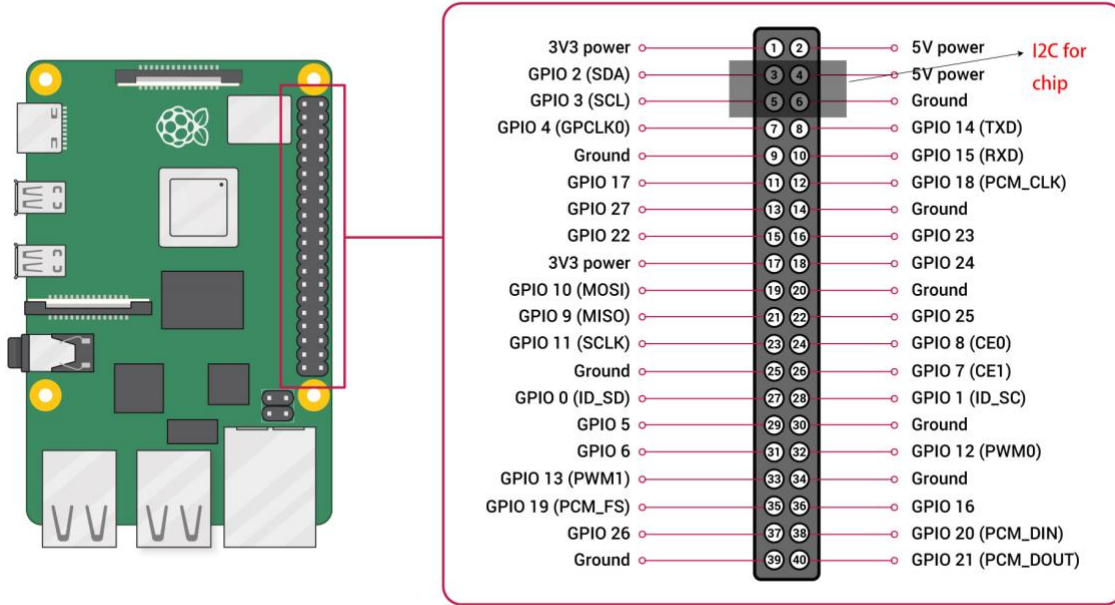 3V3 power 1 2 5V power
GPIO 2 (SDA) 3 4 5V power
GPIO 3 (SCL) 5 6 Ground
I2C for
chip
GPIO 4 (GPCLK0) 7 8 GPIO 14 (TXD)
Ground 9 10 GPIO 15 (RXD)
GPIO 17 11 12 GPIO 18 (PCM_CLK)
GPIO 27 13 14 Ground
GPIO 22 15 16 GPIO 23
3V3 power 17 18 GPIO 24
GPIO 10 (MOSI) 19 20 Ground
GPIO 9 (MISO) 21 22 GPIO 25
GPIO 11 (SCLK) 23 24 GPIO 8 (CE0)
Ground 25 26 GPIO 7 (CE1)
GPIO 0 (ID_SD) 27 28 GPIO 1 (ID_SC)
GPIO 5 29 30 Ground
GPIO 6 31 32 GPIO 12 (PWM0)
GPIO 13 (PWM1) 33 34 Ground
GPIO 19 (PCM_FS) 35 36 GPIO 16
GPIO 26 37 38 GPIO 20 (PCM_DIN)
Ground 39 40 GPIO 21 (PCM_DOUT)